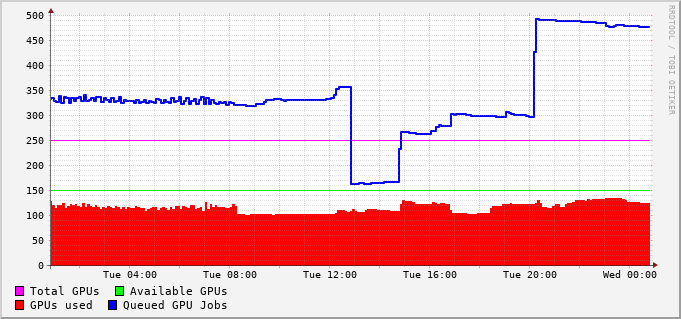 500
450
400
350
300
250
200
150
100
50
0
Tue 04:00 Tue 08:00 Tue 12:00 Tue 16:00 Tue 20:00 Wed 00:00
Total GPUs Available GPUs
GPUs used Queued GPU Jobs
RRDTOOL / TOBI OETIKER